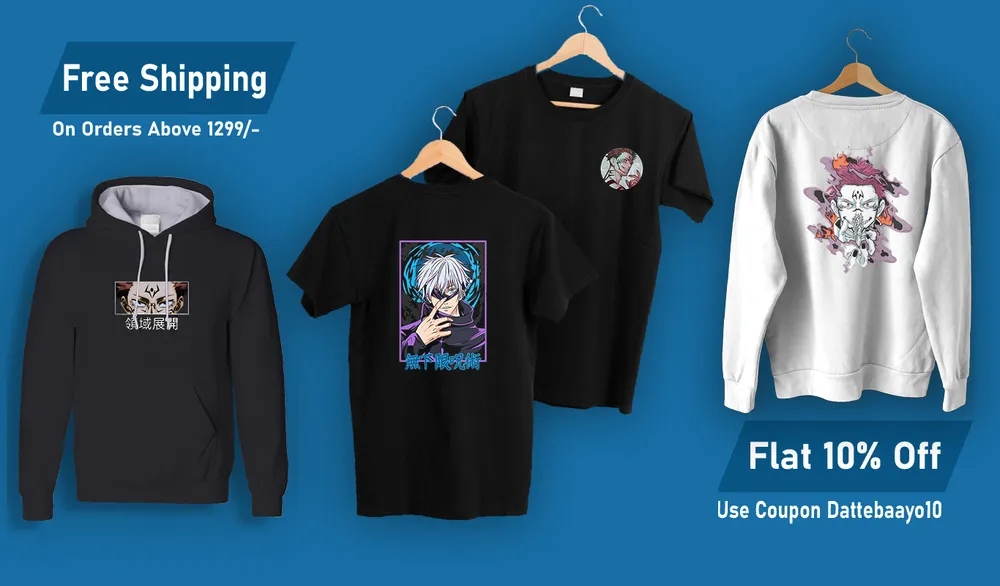 Free Shipping
On Orders Above 1299/-
領域展開
無下限呪術
Flat 10% Off
Use Coupon Dattebaayo10